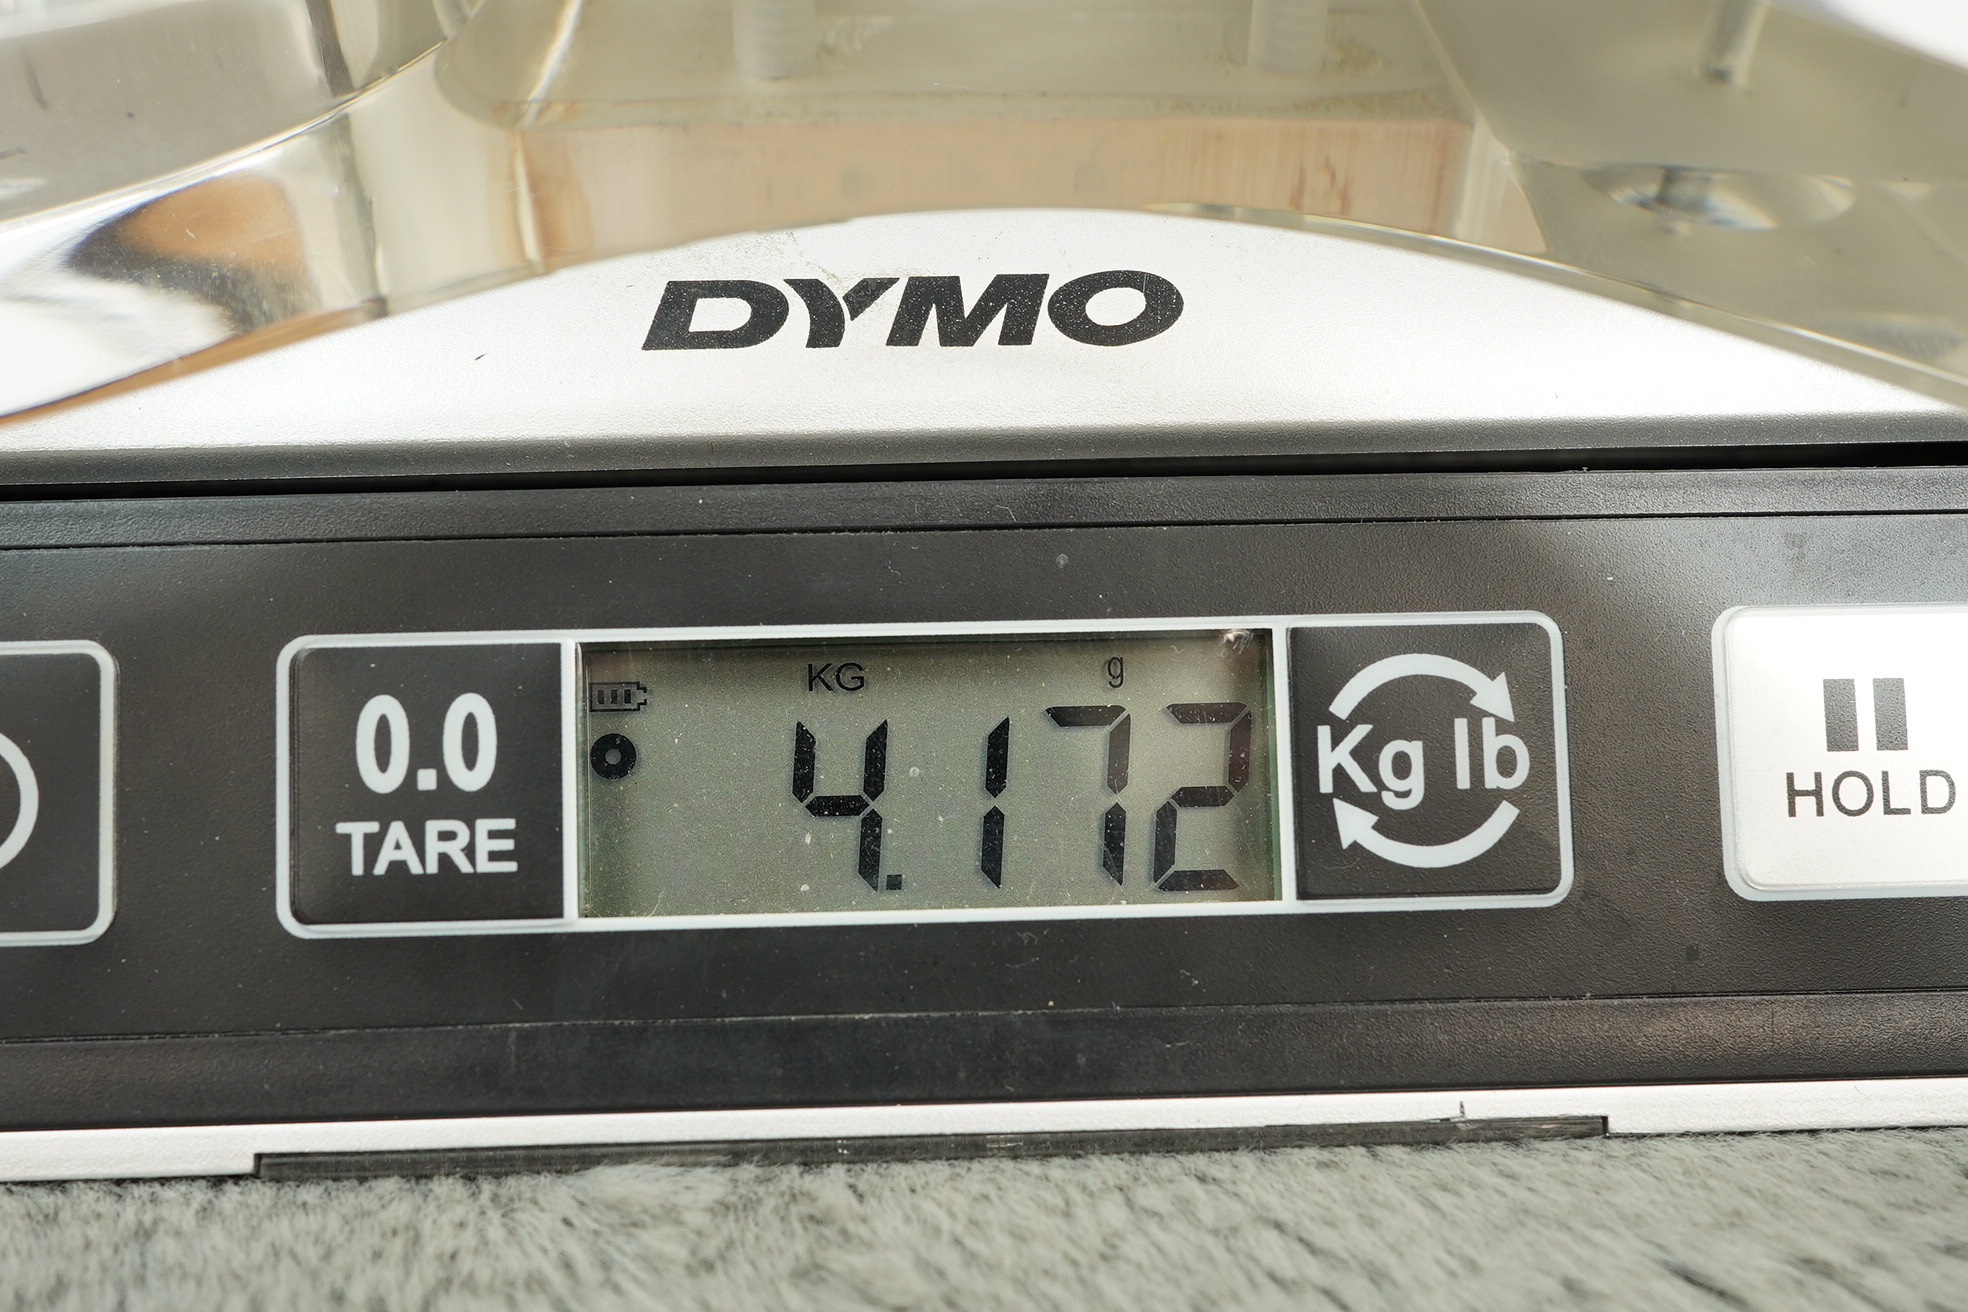 DYMO
0.0
TARE
KG g
4.172
Kg lb
HOLD